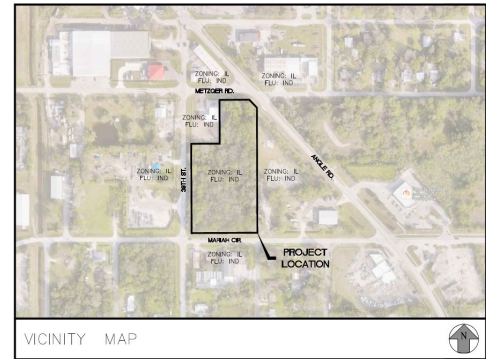 ZONING: IL
FLU: IND
ZONING: IL
FLU: IND
METZGER RD.
ZONING: IL
FLU: IND
39TH ST.
ANGLE RD.
ZONING: IL
FLU: IND
ZONING: IL
FLU: IND
ZONING: IL
FLU: IND
MARIAH CIR.
ZONING: IL
FLU: IND
PROJECT
LOCATION
VICINITY MAP
N